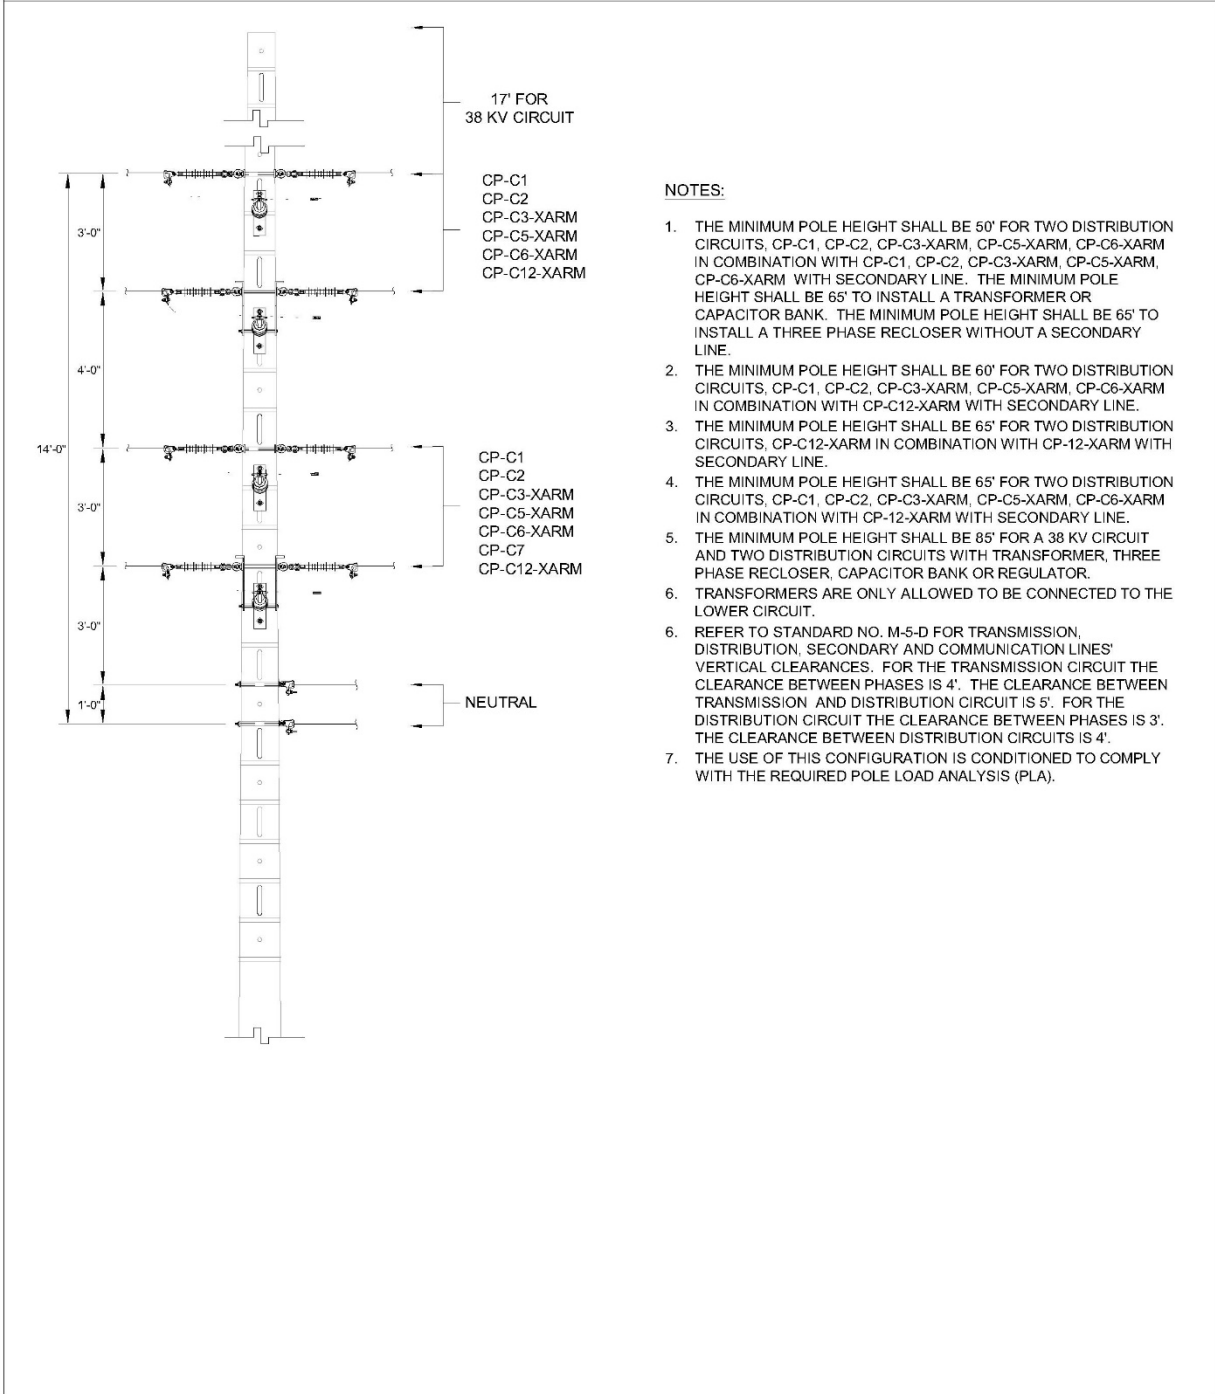 17' FOR
38 KV CIRCUIT
CP-C1
CP-C2
CP-C3-XARM
CP-C5-XARM
CP-C6-XARM
CP-C12-XARM
3'-0"
4'-0"
14'-0"
3'-0"
CP-C1
CP-C2
CP-C3-XARM
CP-C5-XARM
CP-C6-XARM
CP-C7
CP-C12-XARM
3'-0"
1'-0"
NEUTRAL
NOTES:
1. THE MINIMUM POLE HEIGHT SHALL BE 50' FOR TWO DISTRIBUTION
CIRCUITS, CP-C1, CP-C2, CP-C3-XARM, CP-C5-XARM, CP-C6-XARM
IN COMBINATION WITH CP-C1, CP-C2, CP-C3-XARM, CP-C5-XARM,
CP-C6-XARM WITH SECONDARY LINE. THE MINIMUM POLE
HEIGHT SHALL BE 65' TO INSTALL A TRANSFORMER OR
CAPACITOR BANK. THE MINIMUM POLE HEIGHT SHALL BE 65' TO
INSTALL A THREE PHASE RECLOSER WITHOUT A SECONDARY
LINE.
2. THE MINIMUM POLE HEIGHT SHALL BE 60' FOR TWO DISTRIBUTION
CIRCUITS, CP-C1, CP-C2, CP-C3-XARM, CP-C5-XARM, CP-C6-XARM
IN COMBINATION WITH CP-C12-XARM WITH SECONDARY LINE.
3. THE MINIMUM POLE HEIGHT SHALL BE 65' FOR TWO DISTRIBUTION
CIRCUITS, CP-C12-XARM IN COMBINATION WITH CP-12-XARM WITH
SECONDARY LINE.
4. THE MINIMUM POLE HEIGHT SHALL BE 65' FOR TWO DISTRIBUTION
CIRCUITS, CP-C1, CP-C2, CP-C3-XARM, CP-C5-XARM, CP-C6-XARM
IN COMBINATION WITH CP-12-XARM WITH SECONDARY LINE.
5. THE MINIMUM POLE HEIGHT SHALL BE 85' FOR A 38 KV CIRCUIT
AND TWO DISTRIBUTION CIRCUITS WITH TRANSFORMER, THREE
PHASE RECLOSER, CAPACITOR BANK OR REGULATOR.
6. TRANSFORMERS ARE ONLY ALLOWED TO BE CONNECTED TO THE
LOWER CIRCUIT.
6. REFER TO STANDARD NO. M-5-D FOR TRANSMISSION,
DISTRIBUTION, SECONDARY AND COMMUNICATION LINES'
VERTICAL CLEARANCES. FOR THE TRANSMISSION CIRCUIT THE
CLEARANCE BETWEEN PHASES IS 4'. THE CLEARANCE BETWEEN
TRANSMISSION AND DISTRIBUTION CIRCUIT IS 5'. FOR THE
DISTRIBUTION CIRCUIT THE CLEARANCE BETWEEN PHASES IS 3'.
THE CLEARANCE BETWEEN DISTRIBUTION CIRCUITS IS 4'.
7. THE USE OF THIS CONFIGURATION IS CONDITIONED TO COMPLY
WITH THE REQUIRED POLE LOAD ANALYSIS (PLA).